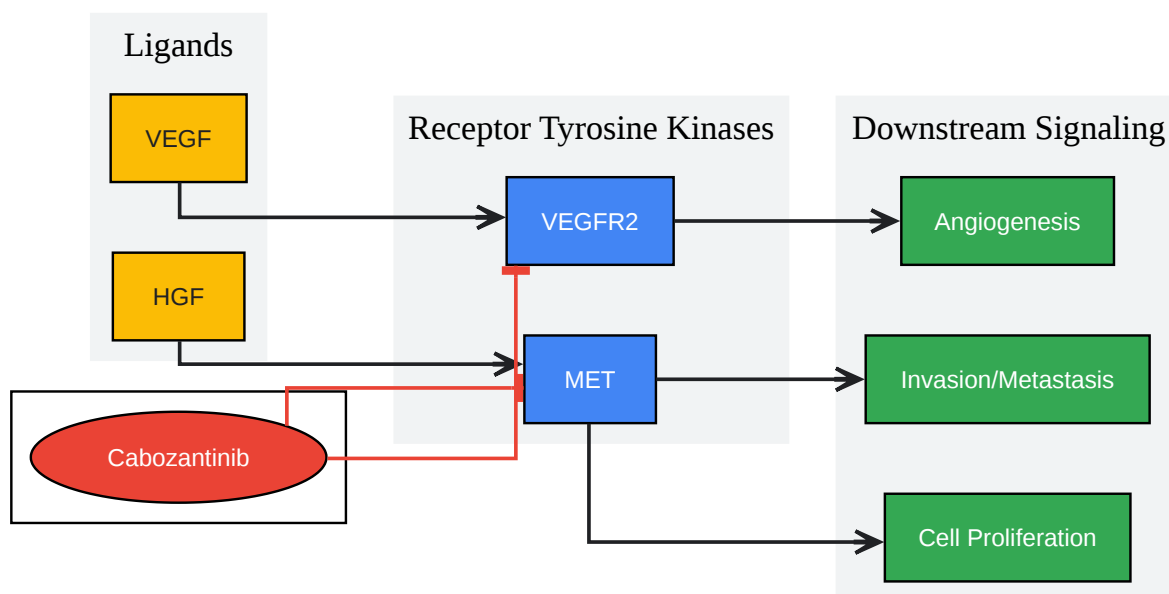 Ligands
VEGF
HGF
Cabozantinib
Receptor Tyrosine Kinases
VEGFR2
MET
Downstream Signaling
Angiogenesis
Invasion/Metastasis
Cell Proliferation